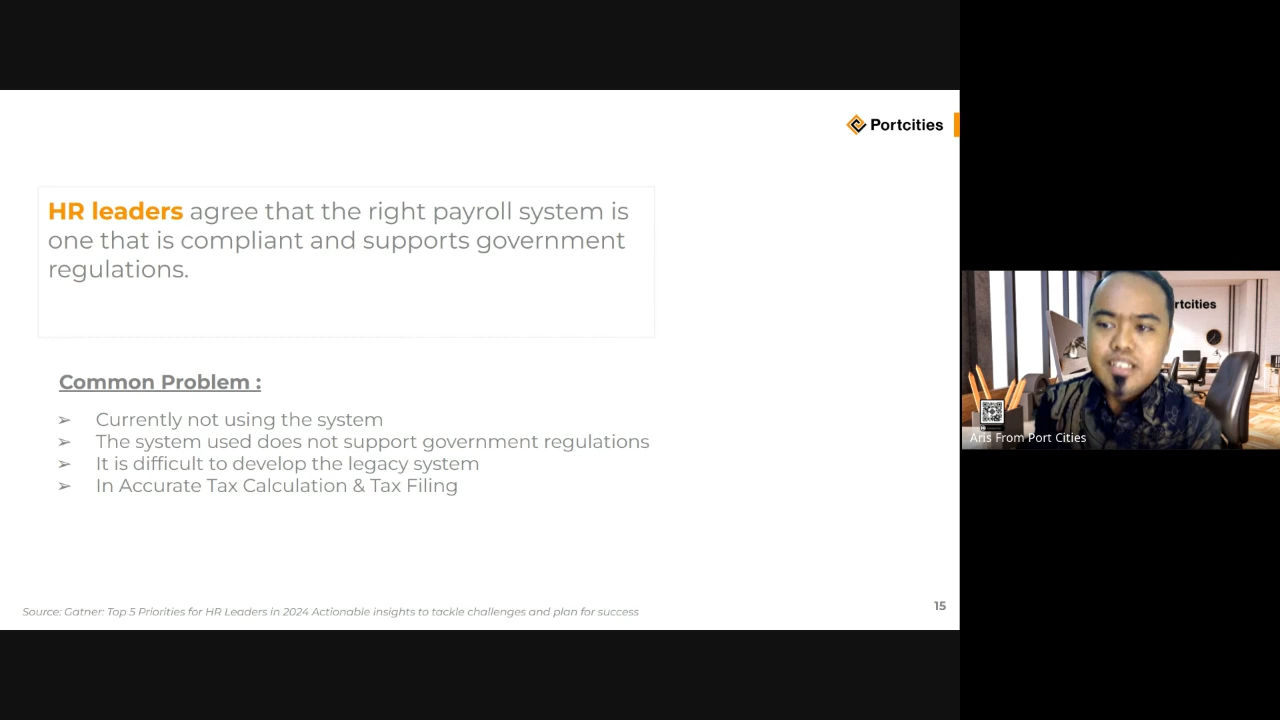 Portcities
HR leaders agree that the right payroll system is
one that is compliant and supports government
regulations.
Common Problem :
➢ Currently not using the system
➢ The system used does not support government regulations
➢ It is difficult to develop the legacy system
➢ In Accurate Tax Calculation & Tax Filing
Source: Gatner: Top 5 Priorities for HR Leaders in 2024 Actionable insights to tackle challenges and plan for success
15
rtcities
Aris From Port Cities